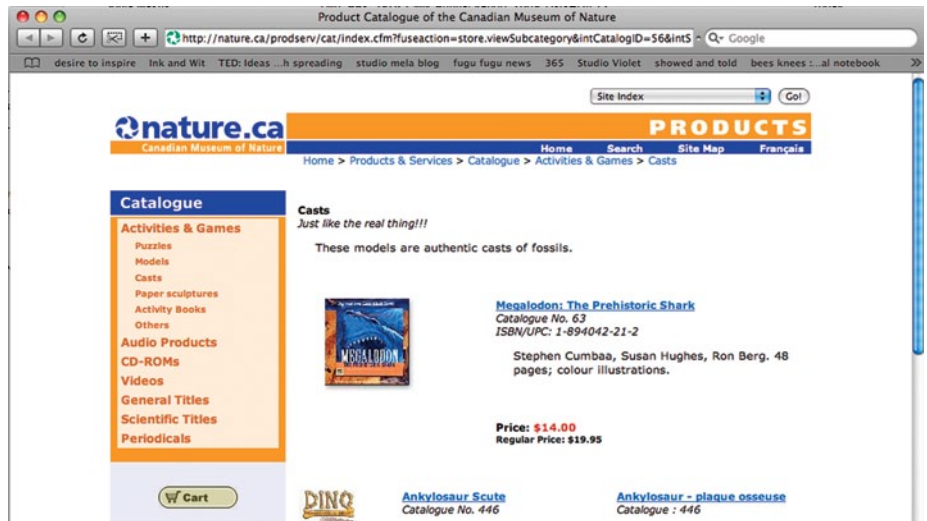 Product Catalogue of the Canadian Museum of Nature
http://nature.ca/prodserv/cat/index.cfm?fuseaction=store.viewSubcategory&intCatalogID=56&intS
Google
desire to inspire Ink and Wit TED: Ideas ...h spreading studio mela blog fugu fugu news 365 Studio Violet showed and told bees knees :...al notebook
Site Index Go!
nature.ca PRODUCTS
Canadian Museum of Nature Home Search Site Map Français
Home > Products & Services > Catalogue > Activities & Games > Casts
Catalogue
Activities & Games
Puzzles
Models
Casts
Paper sculptures
Activity Books
Others
Audio Products
CD-ROMs
Videos
General Titles
Scientific Titles
Periodicals
Cart
Casts
Just like the real thing!!!
These models are authentic casts of fossils.
MEGALODON
Megalodon: The Prehistoric Shark
Catalogue No. 63
ISBN/UPC: 1-894042-21-2
Stephen Cumbaa, Susan Hughes, Ron Berg. 48
pages; colour illustrations.
Price: $14.00
Regular Price: $19.95
DINO
Ankylosaur Scute
Catalogue No. 446
Ankylosaur - plaque osseuse
Catalogue : 446